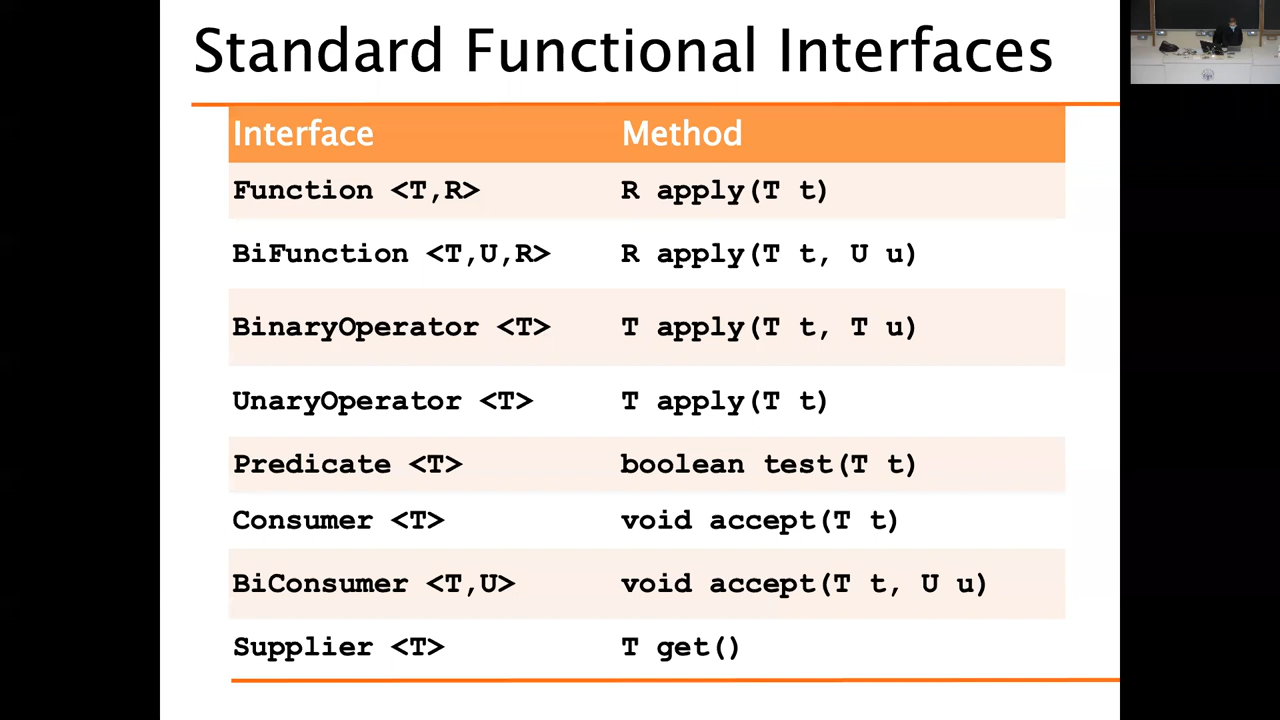 Standard Functional Interfaces
Interface Method
Function <T,R> R apply(T t)
BiFunction <T,U,R> R apply(T t, U u)
BinaryOperator <T> T apply(T t, T u)
UnaryOperator <T> T apply(T t)
Predicate <T> boolean test(T t)
Consumer <T> void accept(T t)
BiConsumer <T,U> void accept(T t, U u)
Supplier <T> T get()